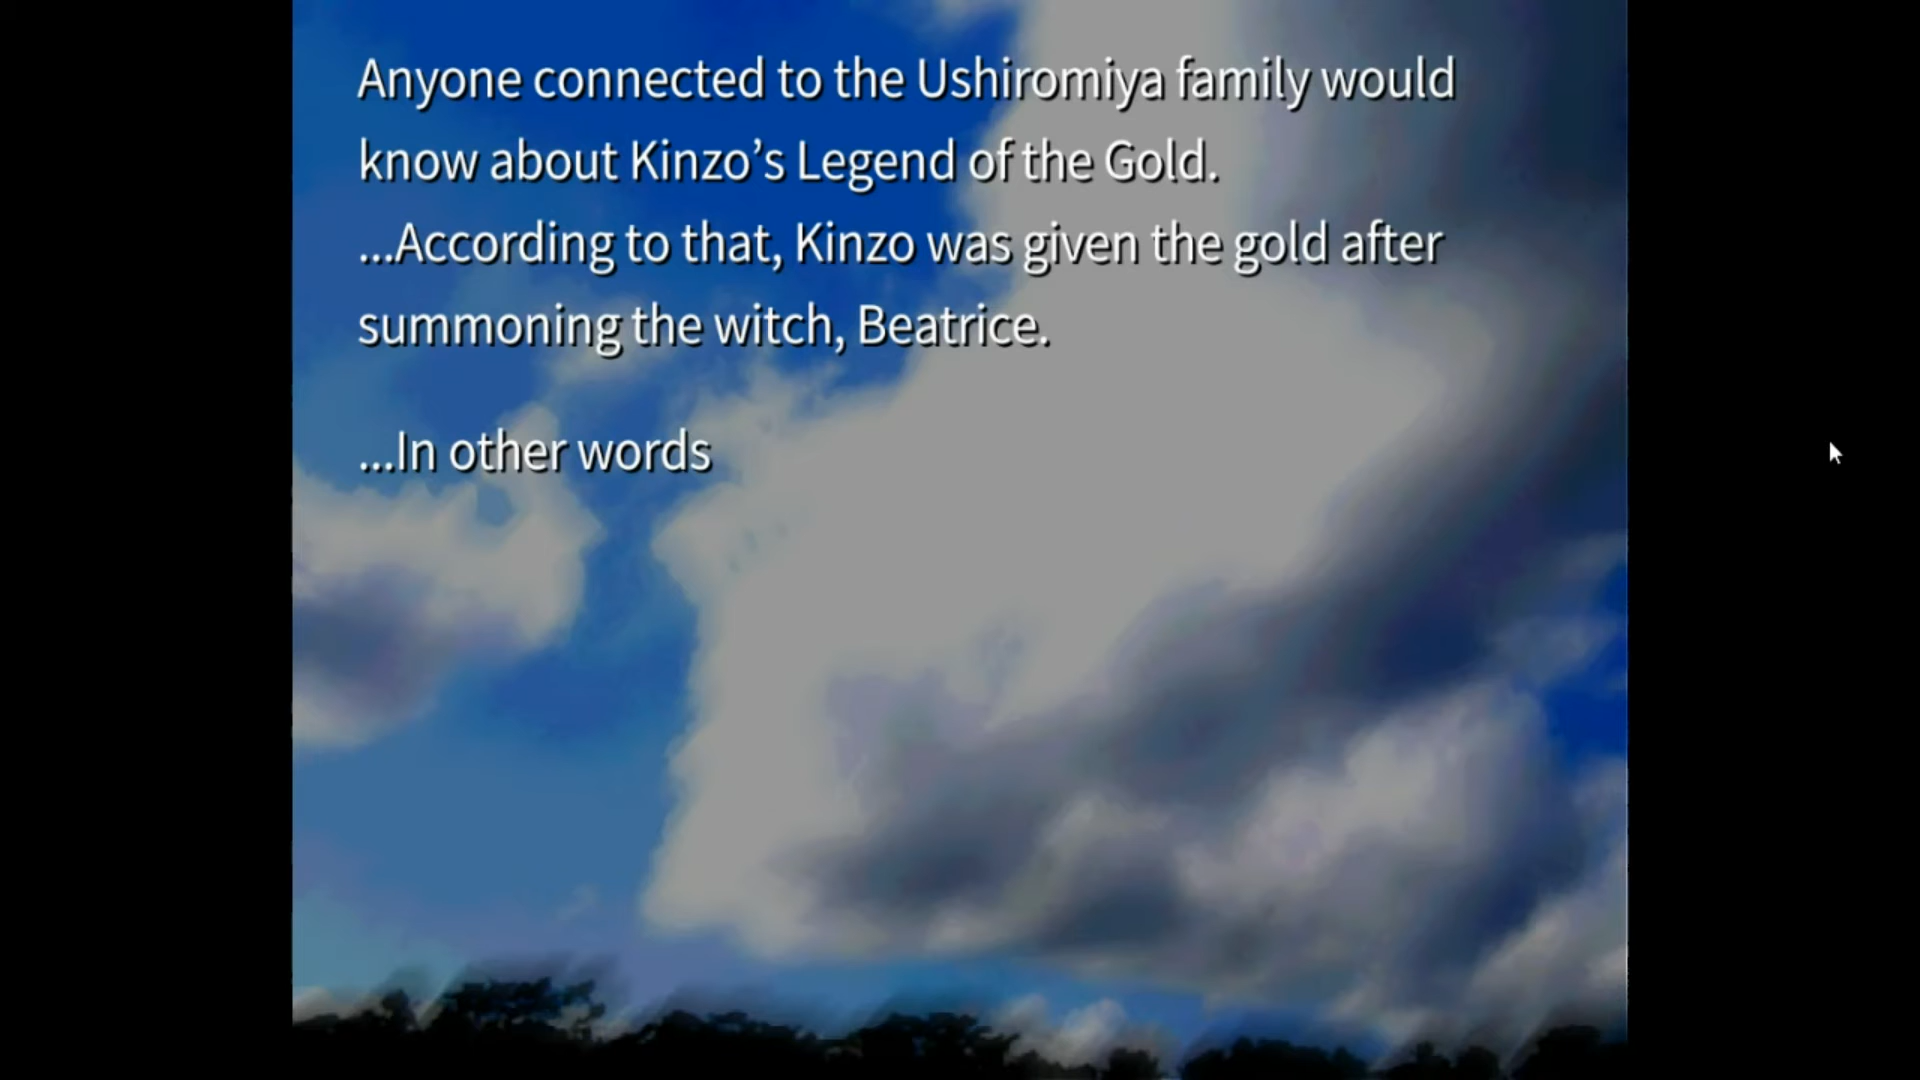 Anyone connected to the Ushiromiya family would
know about Kinzo’s Legend of the Gold.
...According to that, Kinzo was given the gold after
summoning the witch, Beatrice.
...In other words